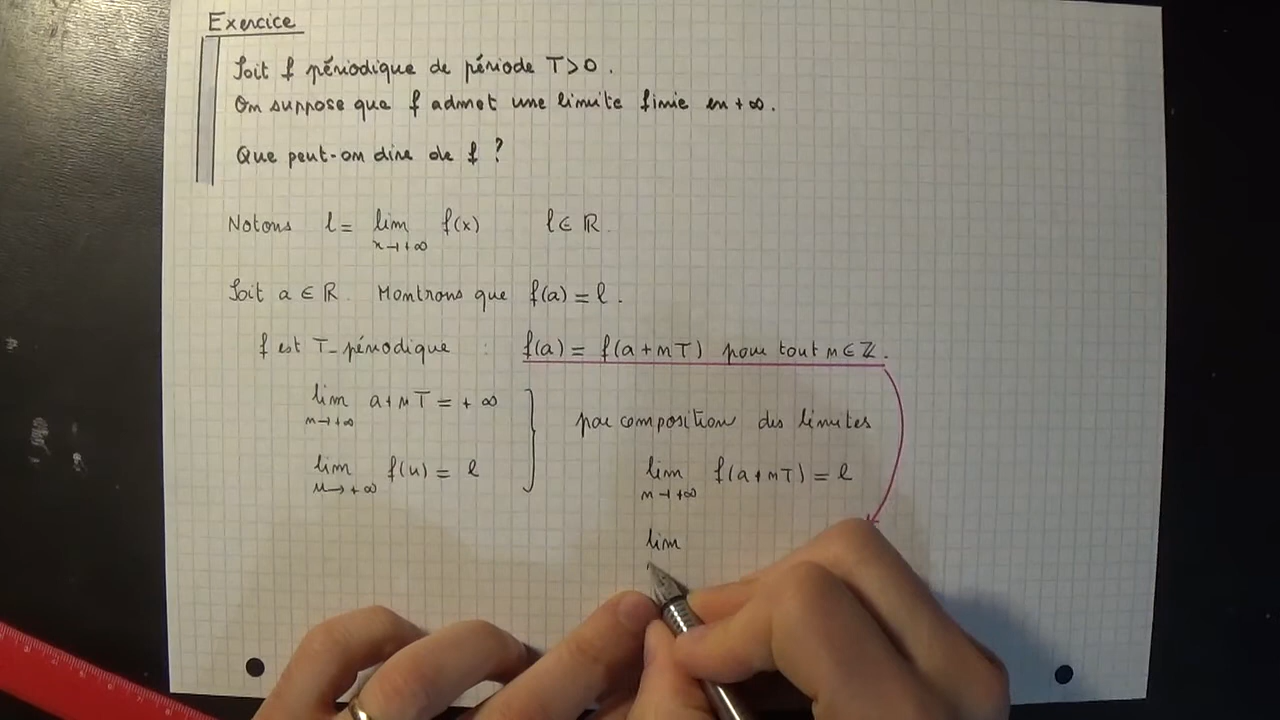 Exercice
Soit f périodique de période T>0.
On suppose que f admet une limite finie en +∞.
Que peut-on dire de f ?
Notons l = lim f(x) l ∈ ℝ.
x→+∞
Soit a ∈ ℝ. Montrons que f(a) = l.
f est T-périodique : f(a) = f(a+nT) pour tout n ∈ ℤ.
lim a+nT = +∞
n→+∞
lim f(u) = l
u→+∞
par composition des limites
lim f(a+nT) = l
n→+∞
lim